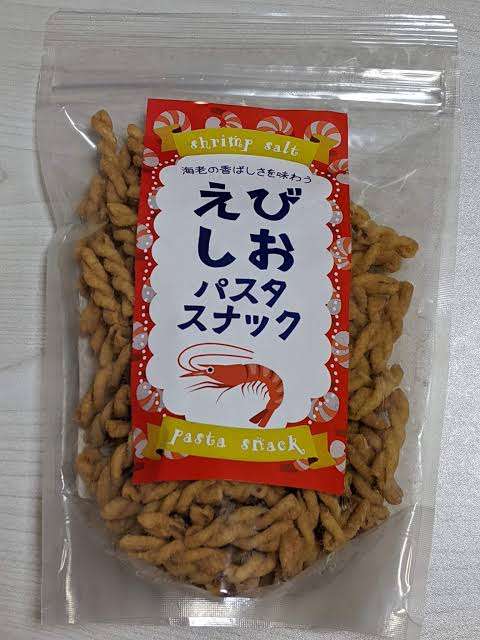 shrimp salt
海老の香ばしさを味わう
えび
しお
パスタ
スナック
pasta snack